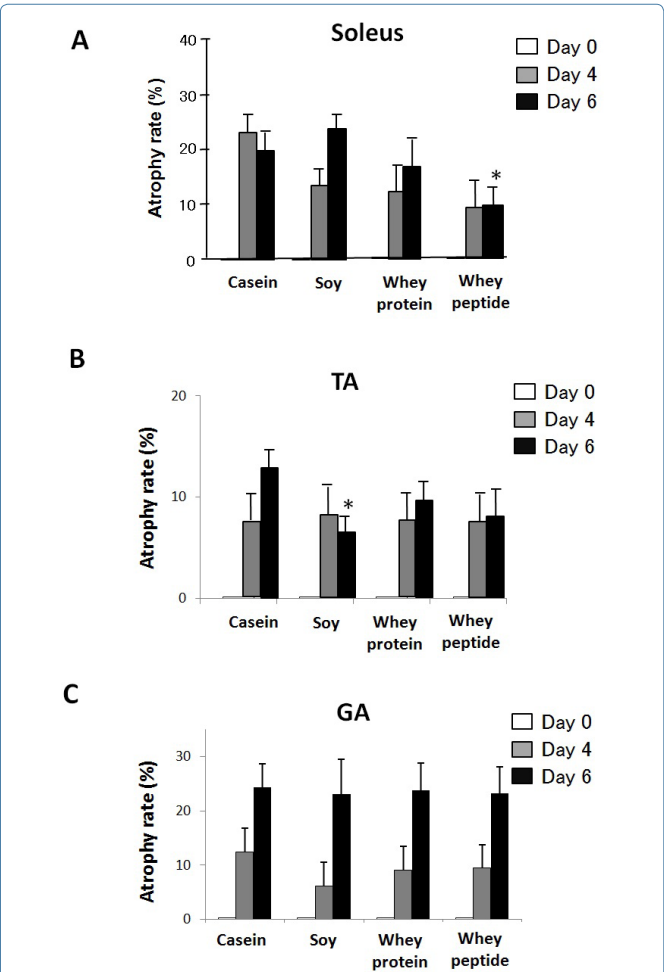 A
Soleus
Day 0
Day 4
Day 6
Atrophy rate (%)
40
30
20
10
0
*
Casein Soy Whey protein Whey peptide
B
TA
Day 0
Day 4
Day 6
Atrophy rate (%)
20
10
0
*
Casein Soy Whey protein Whey peptide
C
GA
Day 0
Day 4
Day 6
Atrophy rate (%)
30
20
10
0
Casein Soy Whey protein Whey peptide